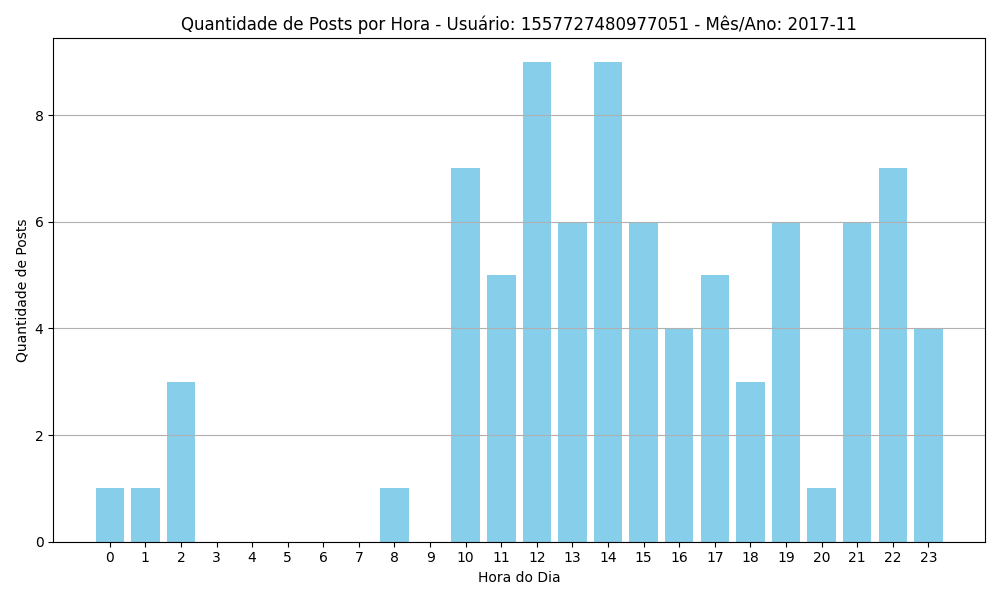 Quantidade de Posts por Hora - Usuário: 1557727480977051 - Mês/Ano: 2017-11
Quantidade de Posts
8
6
4
2
0
0 1 2 3 4 5 6 7 8 9 10 11 12 13 14 15 16 17 18 19 20 21 22 23
Hora do Dia